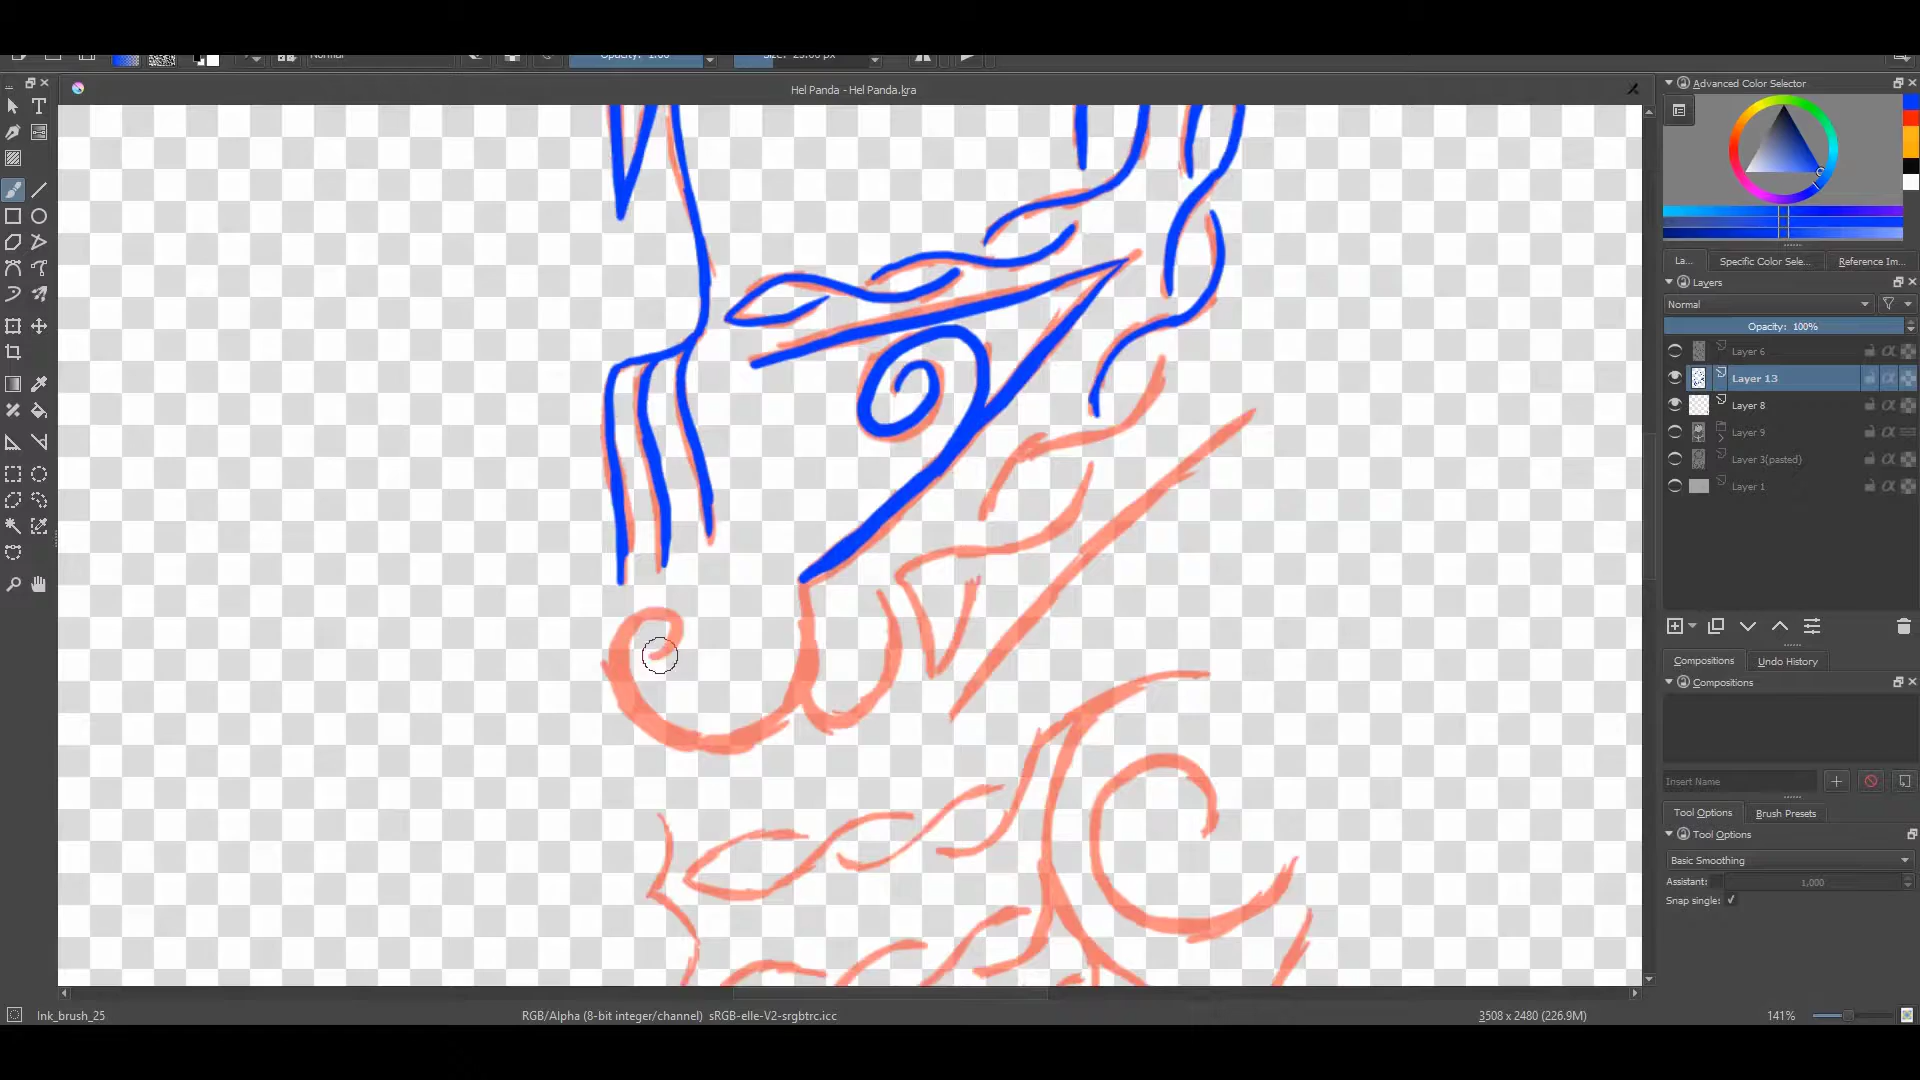 Normal
Opacity: 1.00
Size: 25.00 px
Hel Panda - Hel Panda.kra
Advanced Color Selector
La...
Specific Color Sele...
Reference Im...
Layers
Normal
Opacity: 100%
Layer 6
Layer 13
Layer 8
Layer 9
Layer 3(pasted)
Layer 1
Compositions
Undo History
Compositions
Insert Name
Tool Options
Brush Presets
Tool Options
Basic Smoothing
Assistant:
1,000
Snap single:
Ink_brush_25
RGB/Alpha (8-bit integer/channel) sRGB-elle-V2-srgbtrc.icc
3508 x 2480 (226.9M)
141%